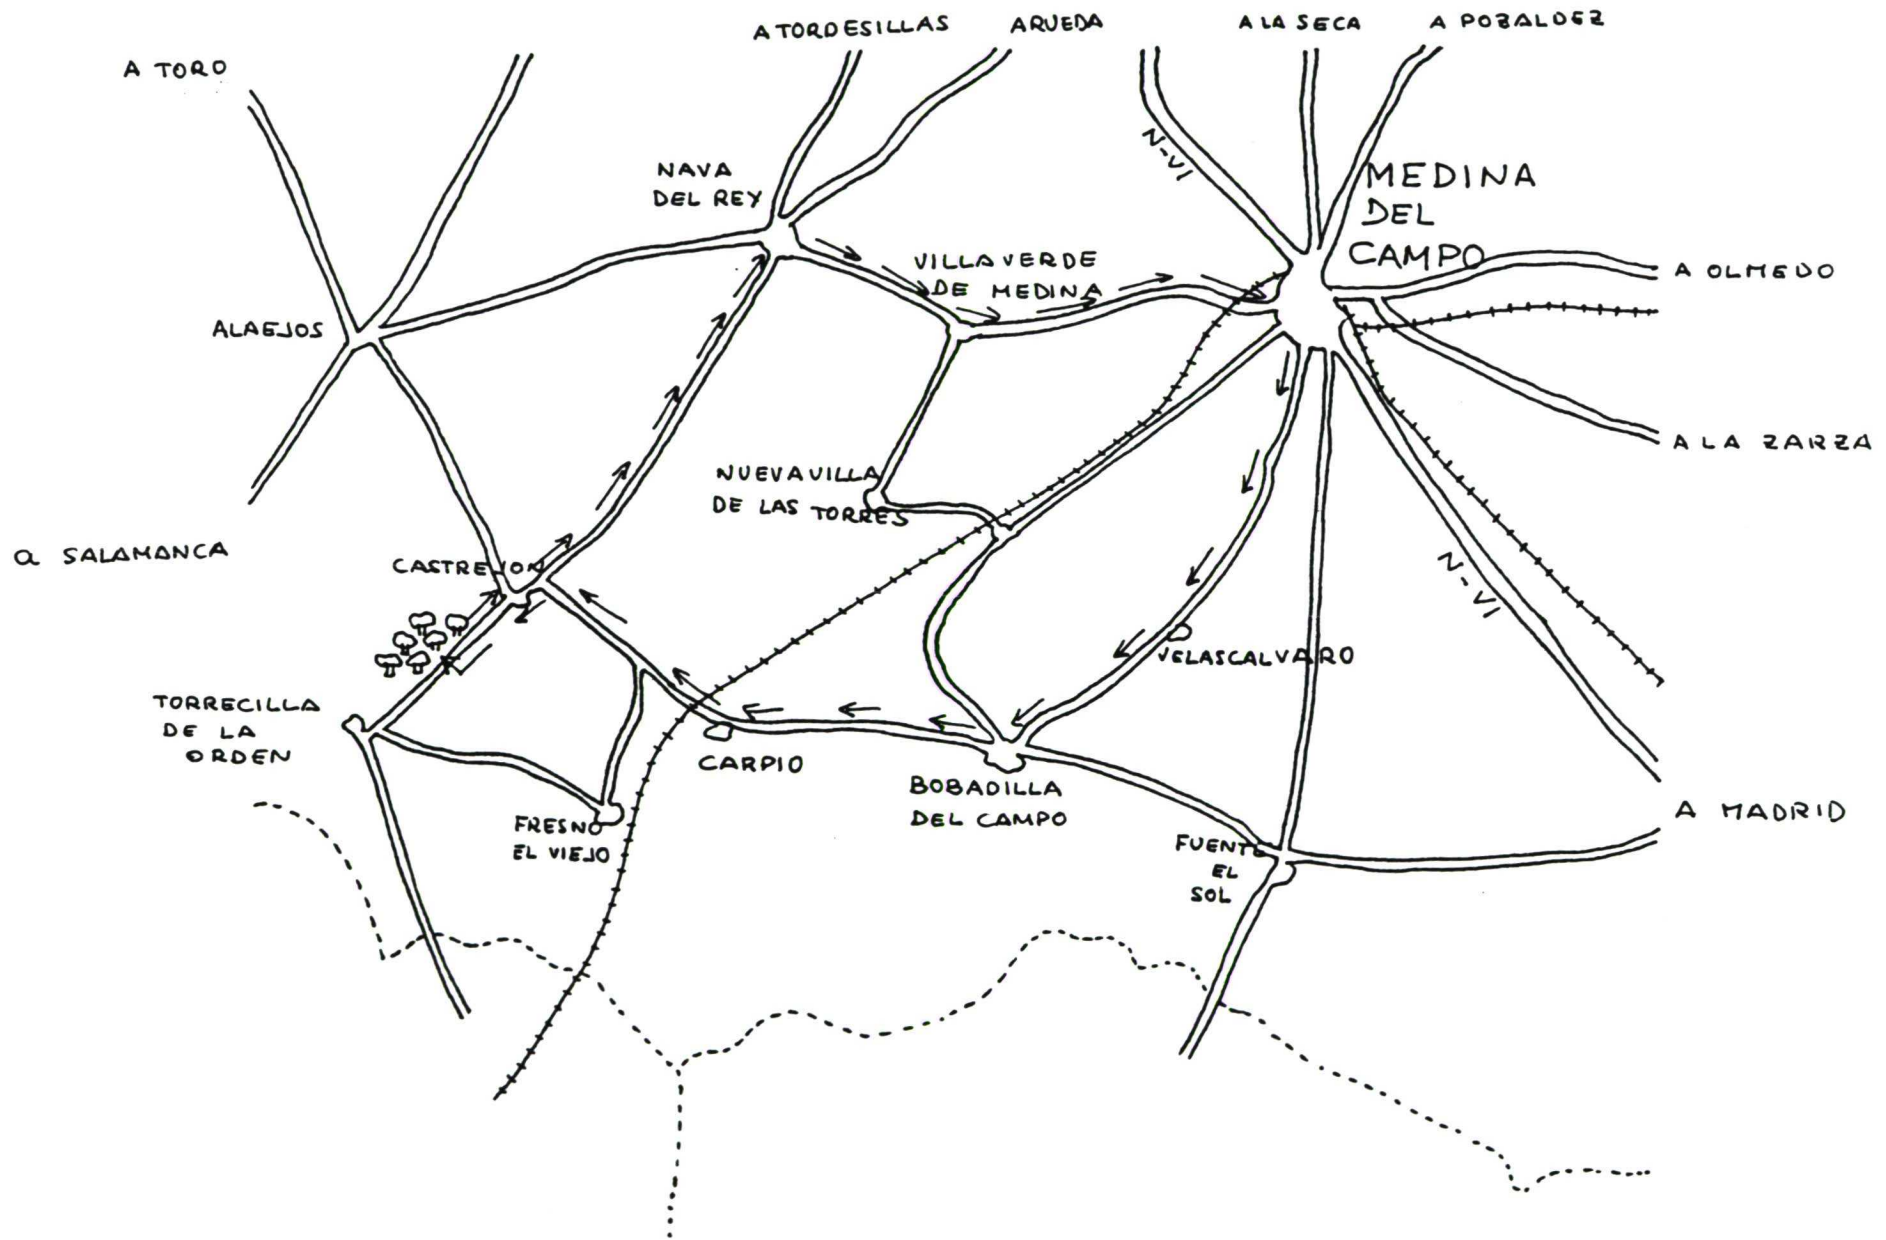 A TORO
A TORDESILLAS
A RUEDA
A LA SECA
A POZALDEZ
N-VI
NAVA
DEL REY
MEDINA
DEL
CAMPO
VILLAVERDE
DE MEDINA
A OLMEDO
ALAEJOS
A LA ZARZA
NUEVAVILLA
DE LAS TORRES
a SALAMANCA
CASTREJON
N-VI
VELASCALVARO
TORRECILLA
DE LA
ORDEN
CARPIO
BOBADILLA
DEL CAMPO
A MADRID
FRESNO
EL VIEJO
FUENTE
EL
SOL